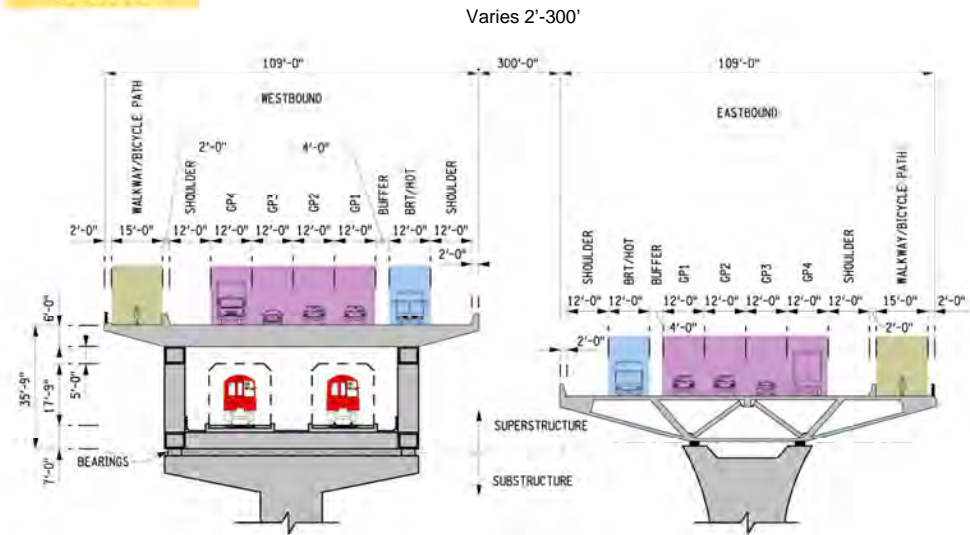 Varies 2'-300'
109'-0" 300'-0" 109'-0"
WESTBOUND
EASTBOUND
WALKWAY/BICYCLE PATH
2'-0"
4'-0"
SHOULDER
GP4
GP3
GP2
GP1
BUFFER
BRT/HOT
SHOULDER
2'-0" 15'-0" 12'-0" 12'-0" 12'-0" 12'-0" 12'-0" 12'-0" 12'-0"
2'-0"
SHOULDER
BRT/HOT
BUFFER
GP1
GP2
GP3
GP4
SHOULDER
WALKWAY/BICYCLE PATH
12'-0" 12'-0" 12'-0" 12'-0" 12'-0" 12'-0" 12'-0" 15'-0" 2'-0"
4'-0" 2'-0"
2'-0"
6'-0"
35'-9"
17'-9"
5'-0"
7'-0"
BEARINGS
SUPERSTRUCTURE
SUBSTRUCTURE